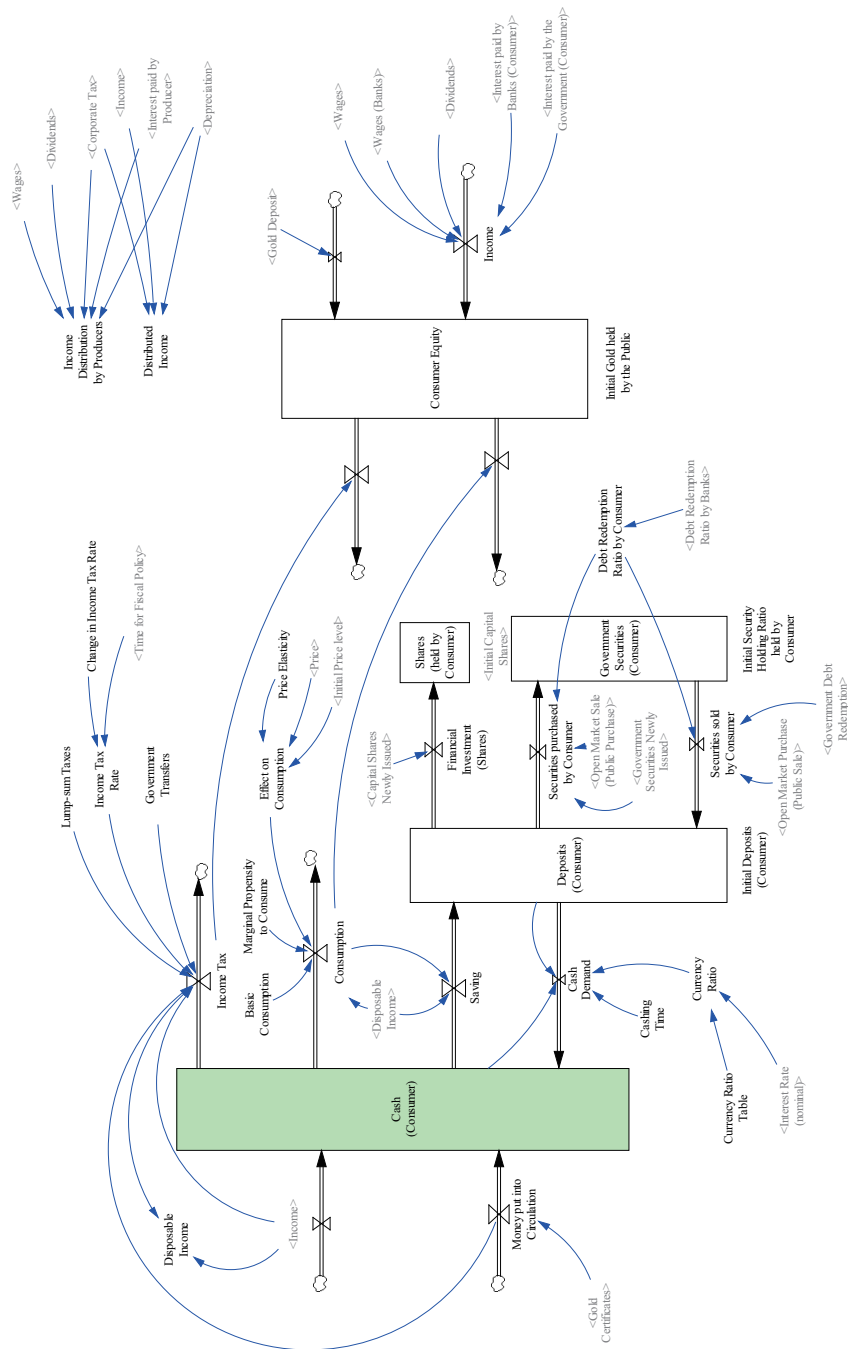 <Wages>
<Dividends>
<Corporate Tax>
<Income>
<Interest paid by
Producer>
<Depreciation>
Income
Distribution
by Producers
Distributed
Income
Lump-sum Taxes
Change in Income Tax Rate
<Time for Fiscal Policy>
Income Tax
Rate
Government
Transfers
Income Tax
Disposable
Income
<Income>
Price Elasticity
<Price>
<Initial Price level>
Effect on
Consumption
Marginal Propensity
to Consume
Basic
Consumption
Consumption
<Disposable
Income>
Cash
(Consumer)
Money put into
Circulation
<Gold
Certificates>
Saving
Cash
Demand
Cashing
Time
Currency
Ratio
Currency Ratio
Table
<Interest Rate
(nominal)>
Deposits
(Consumer)
Initial Deposits
(Consumer)
<Capital Shares
Newly Issued>
Financial
Investment
(Shares)
Shares
(held by
Consumer)
<Initial Capital
Shares>
Securities purchased
by Consumer
<Open Market Sale
(Public Purchase)>
<Government
Securities Newly
Issued>
Government
Securities
(Consumer)
Initial Security
Holding Ratio
held by
Consumer
Securities sold
by Consumer
<Open Market Purchase
(Public Sale)>
<Government Debt
Redemption>
Debt Redemption
Ratio by Consumer
<Debt Redemption
Ratio by Banks>
<Gold Deposit>
Consumer Equity
Initial Gold held
by the Public
Income
<Wages>
<Wages (Banks)>
<Dividends>
<Interest paid by
Banks (Consumer)>
<Interest paid by the
Government (Consumer)>